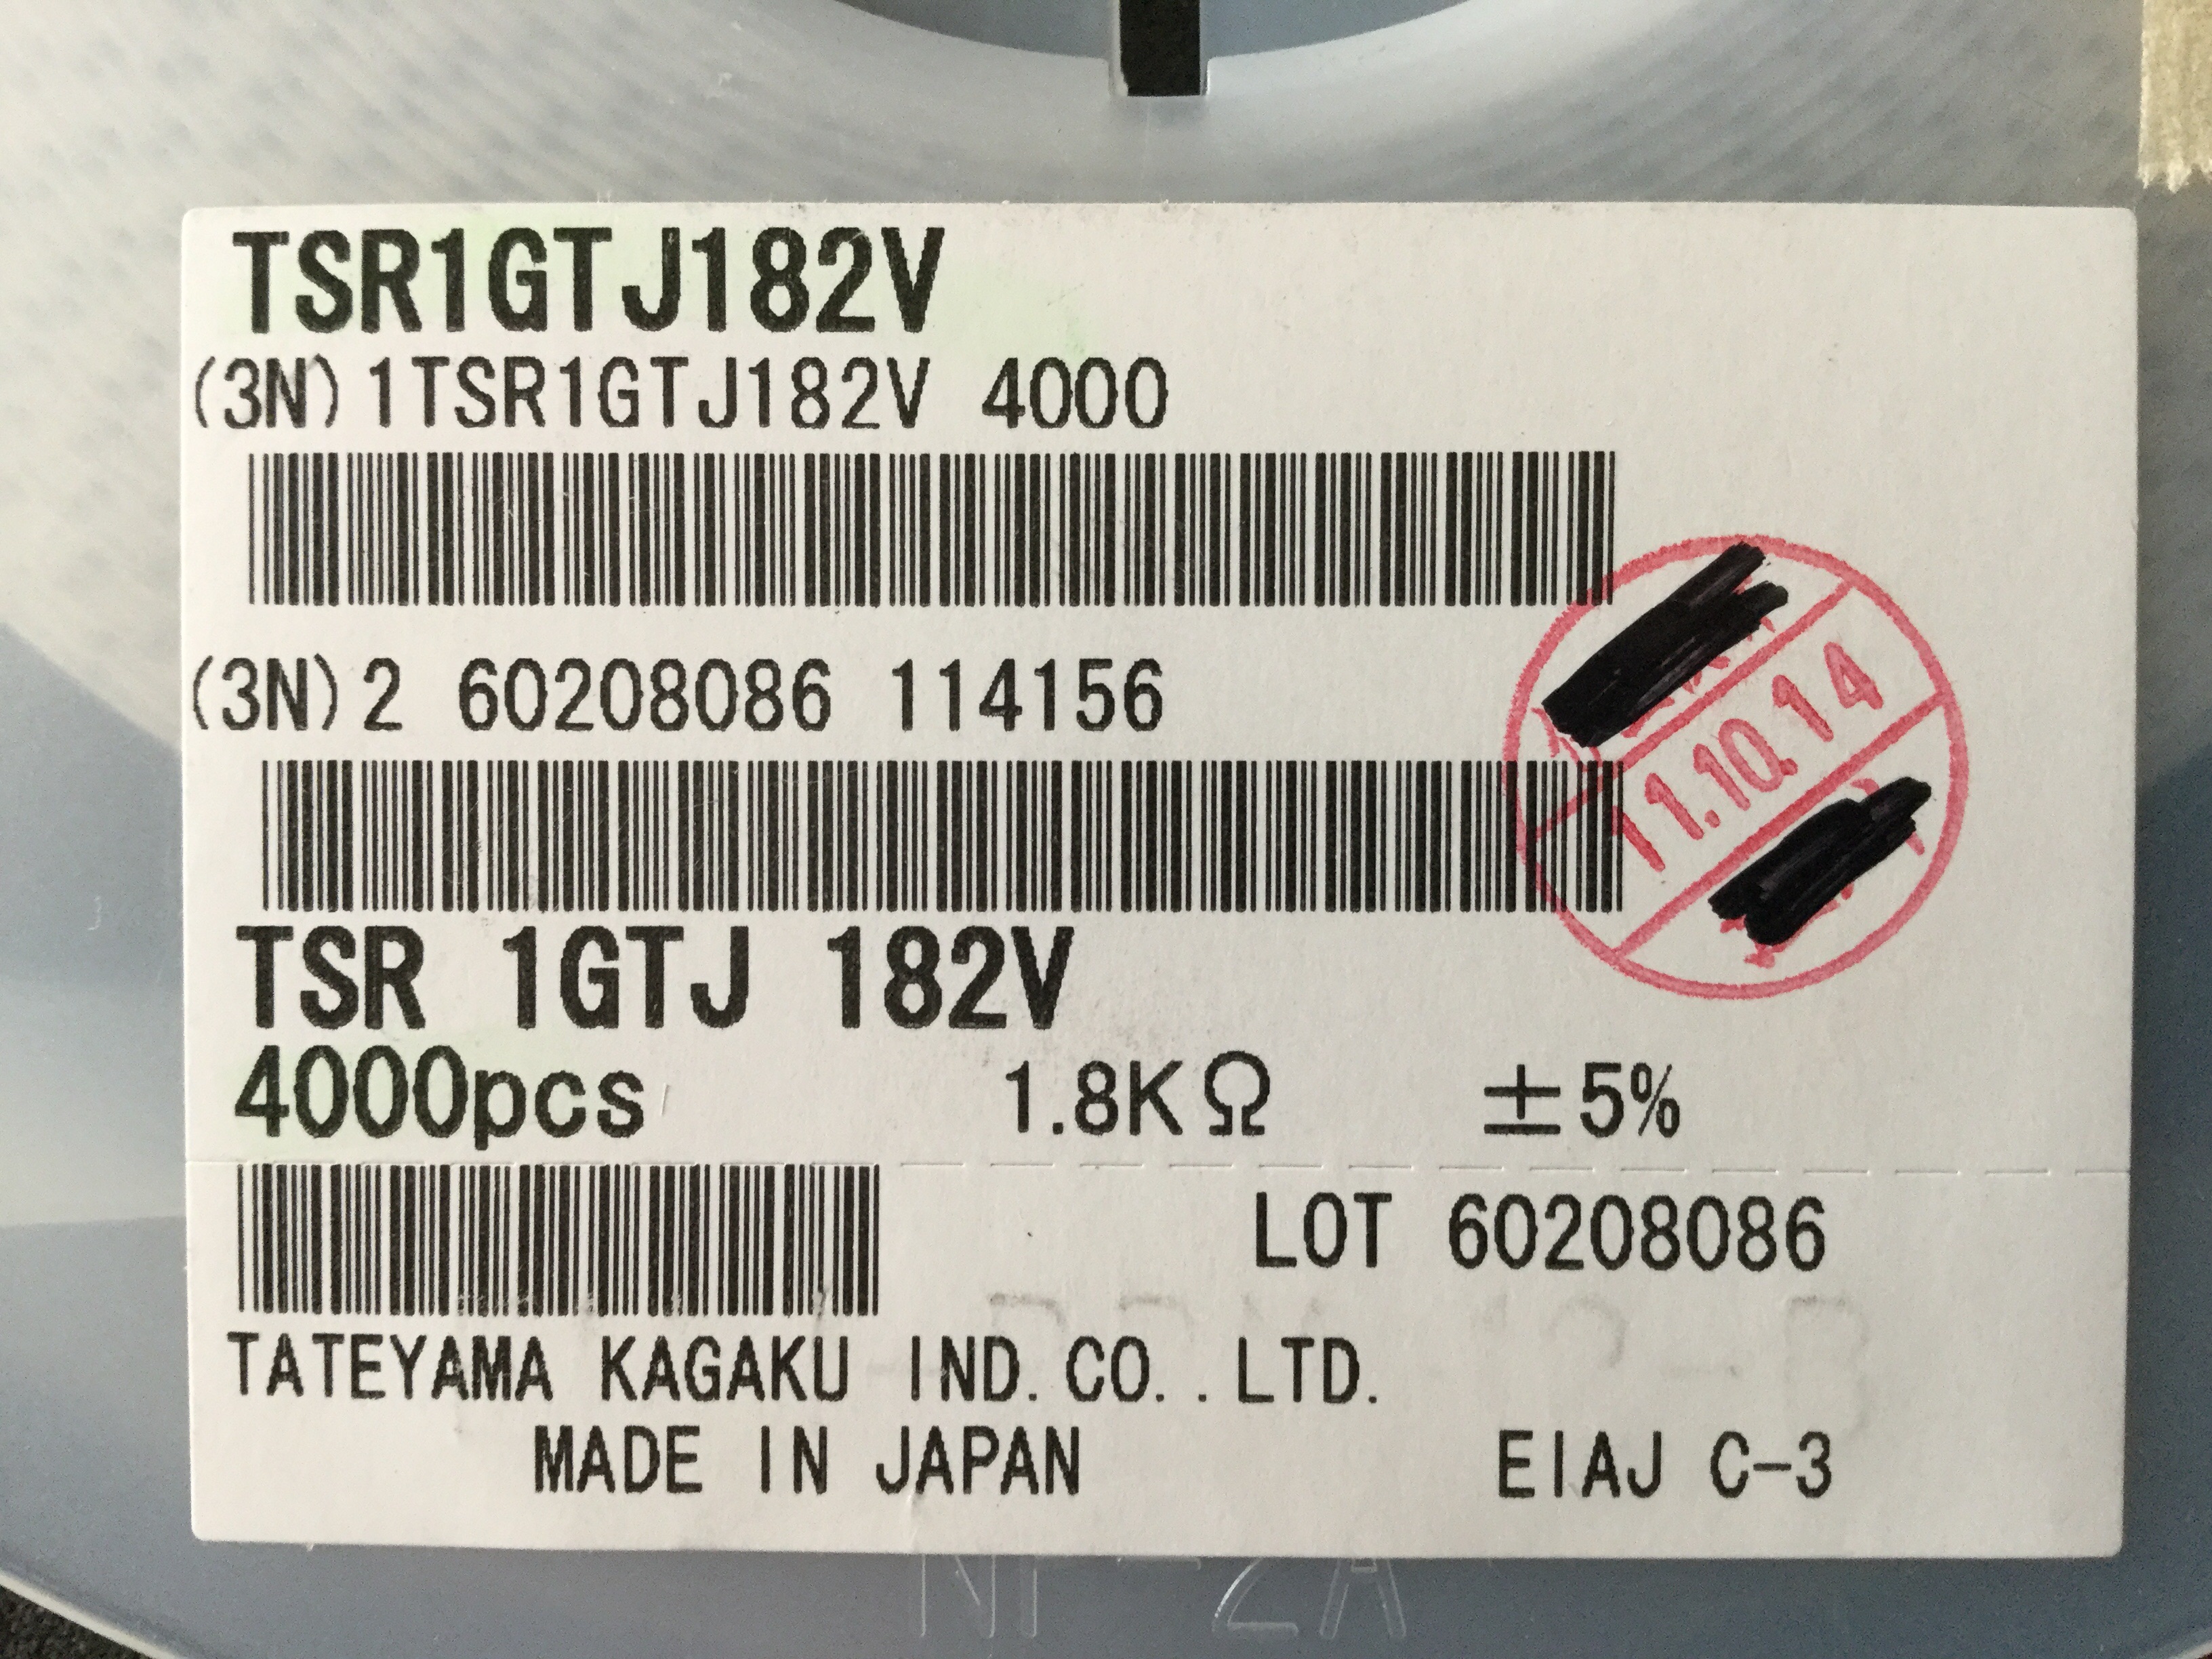 TSR1GTJ182V
(3N)1TSR1GTJ182V 4000
(3N)2 60208086 114156
11.10.14
TSR 1GTJ 182V
4000pcs 1.8KΩ ±5%
LOT 60208086
TATEYAMA KAGAKU IND.CO..LTD.
MADE IN JAPAN EIAJ C-3